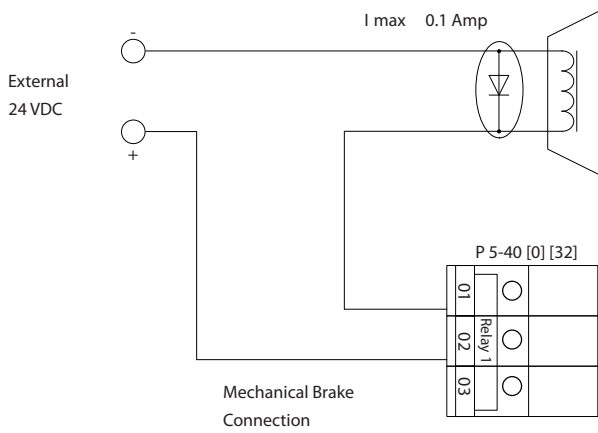 I max 0.1 Amp
-
External
24 VDC
+
P 5-40 [0] [32]
01
Relay 1
02
03
Mechanical Brake
Connection